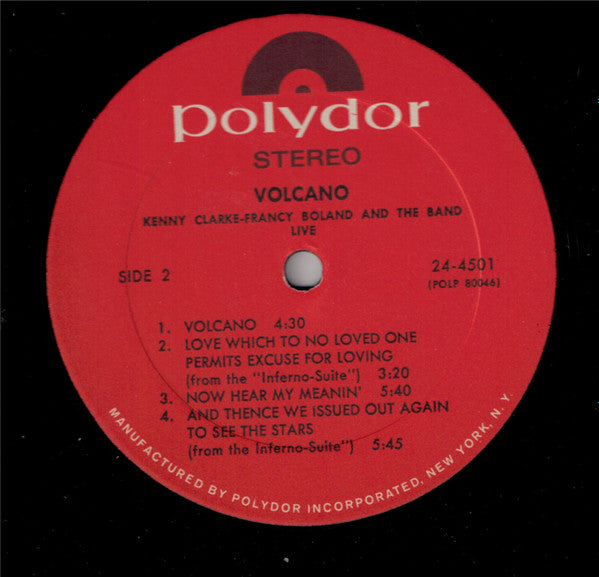 polydor
STEREO
VOLCANO
KENNY CLARKE-FRANCY BOLAND AND THE BAND
LIVE
SIDE 2
24-4501
(POLP 80046)
1. VOLCANO 4:30
2. LOVE WHICH TO NO LOVED ONE
PERMITS EXCUSE FOR LOVING
(from the "Inferno-Suite") 3:20
3. NOW HEAR MY MEANIN' 5:40
4. AND THENCE WE ISSUED OUT AGAIN
TO SEE THE STARS
(from the Inferno-Suite") 5:45
MANUFACTURED BY POLYDOR INCORPORATED, NEW YORK, N. Y.